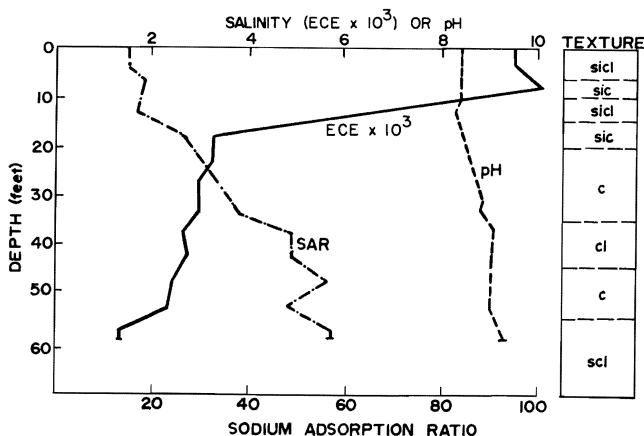 SALINITY (ECE x 10³) OR pH
2 4 6 8 10
TEXTURE
0
10
20
30
40
50
60
DEPTH (feet)
ECE x 10³
pH
SAR
sicl
sic
sicl
sic
c
cl
c
scl
20 40 60 80 100
SODIUM ADSORPTION RATIO